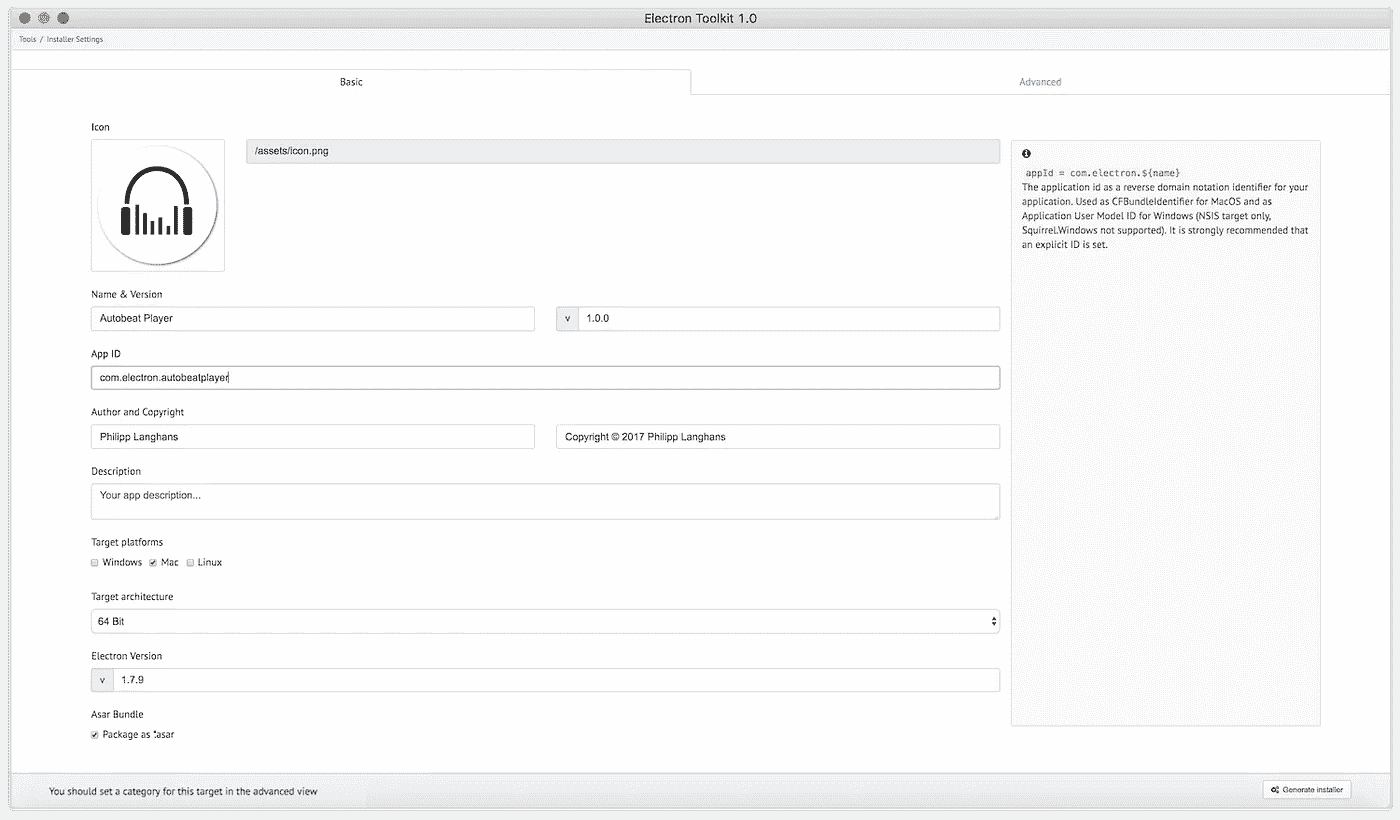 Electron Toolkit 1.0
Tools / Installer Settings
Basic
Advanced
Icon
/assets/icon.png
appId = com.electron.${name}
The application id as a reverse domain notation identifier for your
application. Used as CFBundleIdentifier for MacOS and as
Application User Model ID for Windows (NSIS target only,
Squirrel.Windows not supported). It is strongly recommended that
an explicit ID is set.
Name & Version
Autobeat Player
v 1.0.0
App ID
com.electron.autobeatplayer
Author and Copyright
Philipp Langhans
Copyright © 2017 Philipp Langhans
Description
Your app description...
Target platforms
Windows Mac Linux
Target architecture
64 Bit
Electron Version
v 1.7.9
Asar Bundle
Package as *.asar
You should set a category for this target in the advanced view
Generate installer